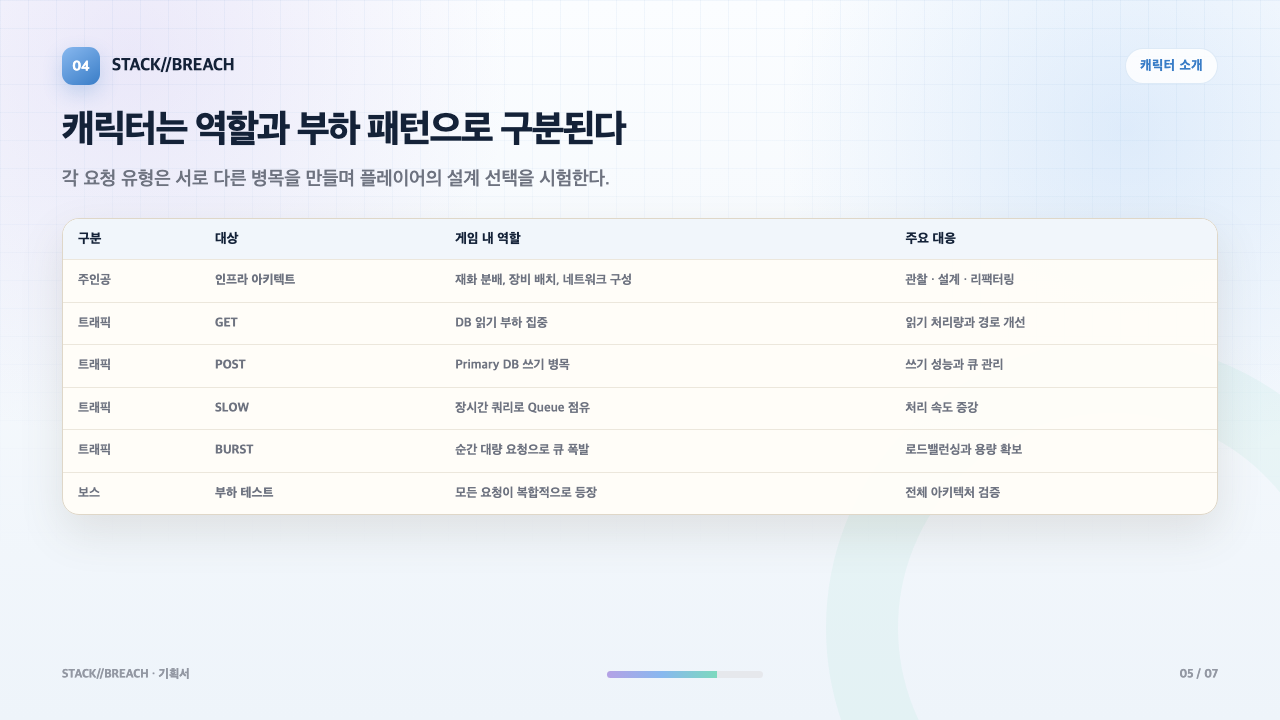 04 STACK//BREACH 캐릭터 소개
캐릭터는 역할과 부하 패턴으로 구분된다
각 요청 유형은 서로 다른 병목을 만들며 플레이어의 설계 선택을 시험한다.
구분 대상 게임 내 역할 주요 대응
주인공 인프라 아키텍트 재화 분배, 장비 배치, 네트워크 구성 관찰 · 설계 · 리팩터링
트래픽 GET DB 읽기 부하 집중 읽기 처리량과 경로 개선
트래픽 POST Primary DB 쓰기 병목 쓰기 성능과 큐 관리
트래픽 SLOW 장시간 쿼리로 Queue 점유 처리 속도 증강
트래픽 BURST 순간 대량 요청으로 큐 폭발 로드밸런싱과 용량 확보
보스 부하 테스트 모든 요청이 복합적으로 등장 전체 아키텍처 검증
STACK//BREACH · 기획서 05 / 07